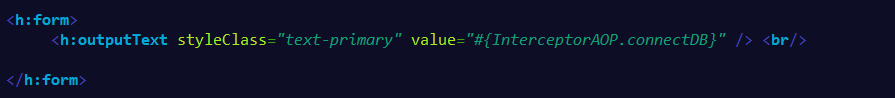 <h:form>
<h:outputText styleClass="text-primary" value="#{InterceptorAOP.connectDB}" /> <br/>
</h:form>